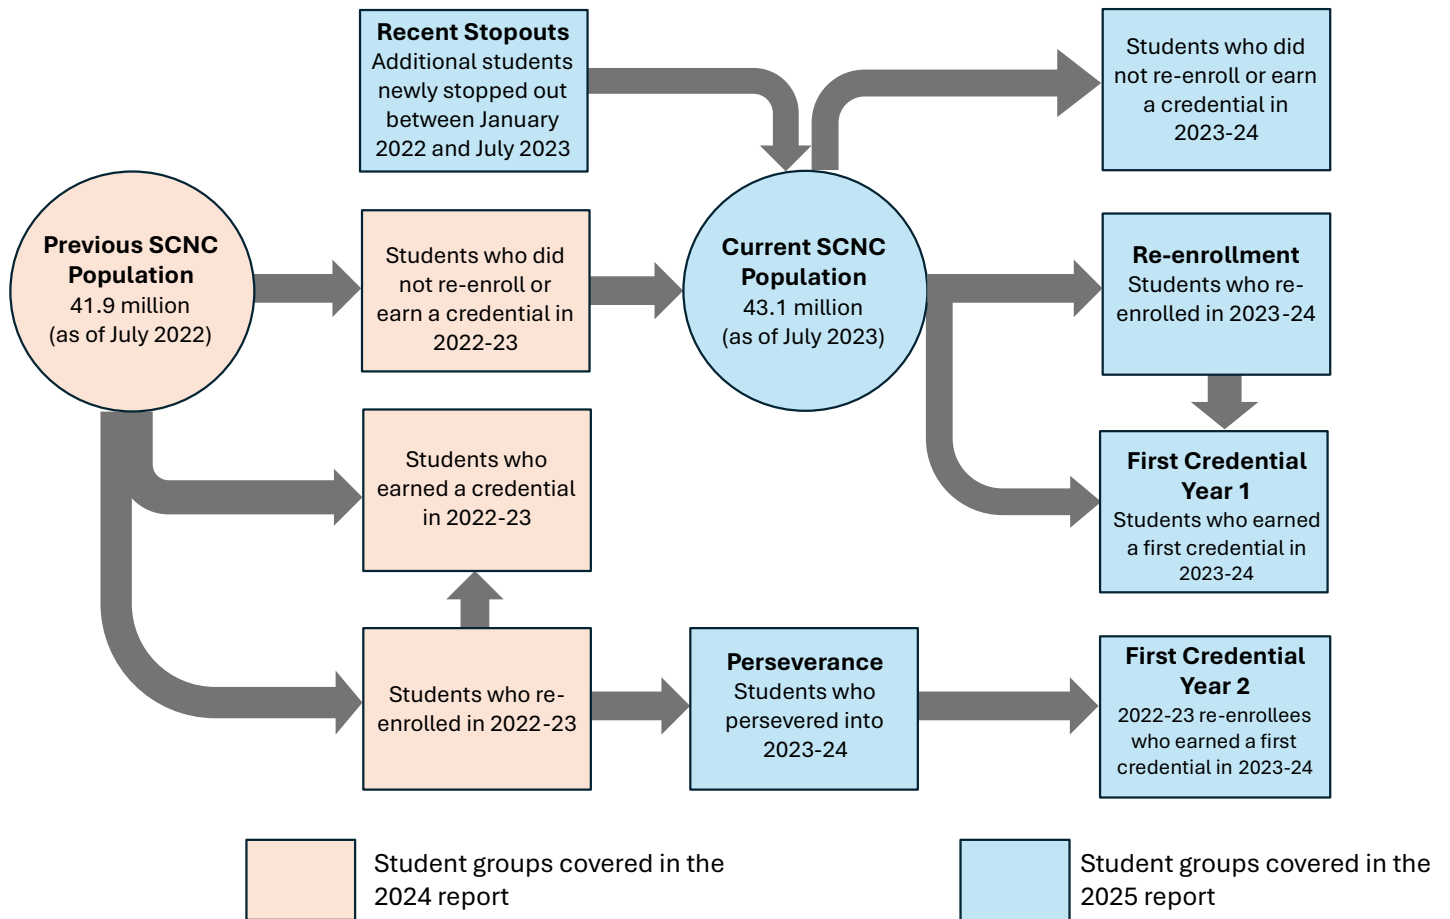 Recent Stopouts
Additional students
newly stopped out
between January
2022 and July 2023
Students who did
not re-enroll or earn
a credential in
2023-24
Previous SCNC
Population
41.9 million
(as of July 2022)
Students who did
not re-enroll or
earn a credential in
2022-23
Current SCNC
Population
43.1 million
(as of July 2023)
Re-enrollment
Students who re-
enrolled in 2023-24
Students who
earned a credential
in 2022-23
First Credential
Year 1
Students who earned
a first credential in
2023-24
Students who re-
enrolled in 2022-23
Perseverance
Students who
persevered into
2023-24
First Credential
Year 2
2022-23 re-enrollees
who earned a first
credential in 2023-24
Student groups covered in the
2024 report
Student groups covered in the
2025 report